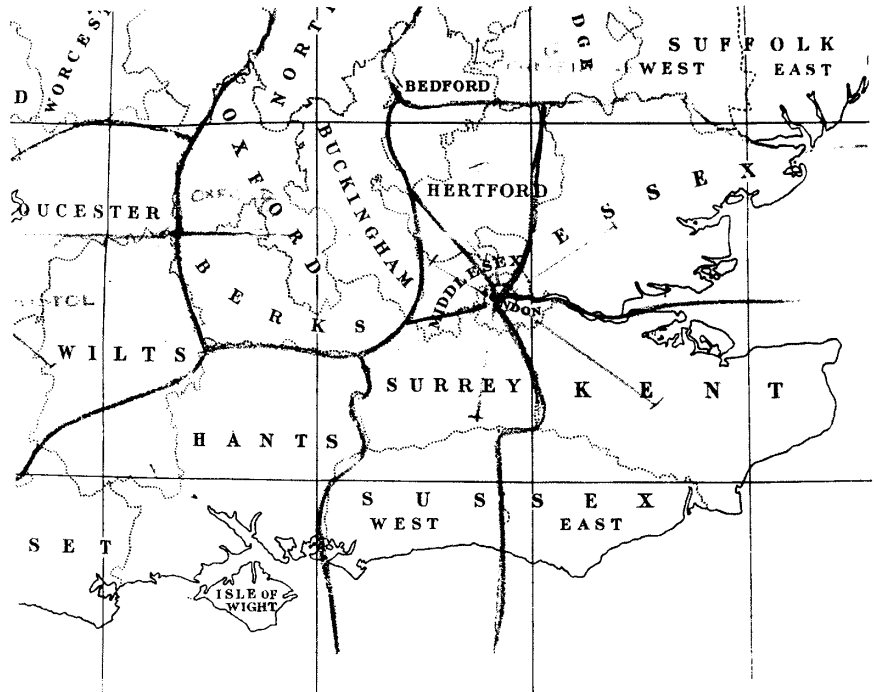 SUFFOLK
WEST EAST
WORCES
NORT
DGE
D
BEDFORD
OXFORD
BUCKINGHAM
HERTFORD
ESSEX
OUCESTER
MIDDLESEX
NDON
BERKS
WILTS
SURREY
KENT
HANTS
SUSSEX
WEST EAST
SET
ISLE OF
WIGHT